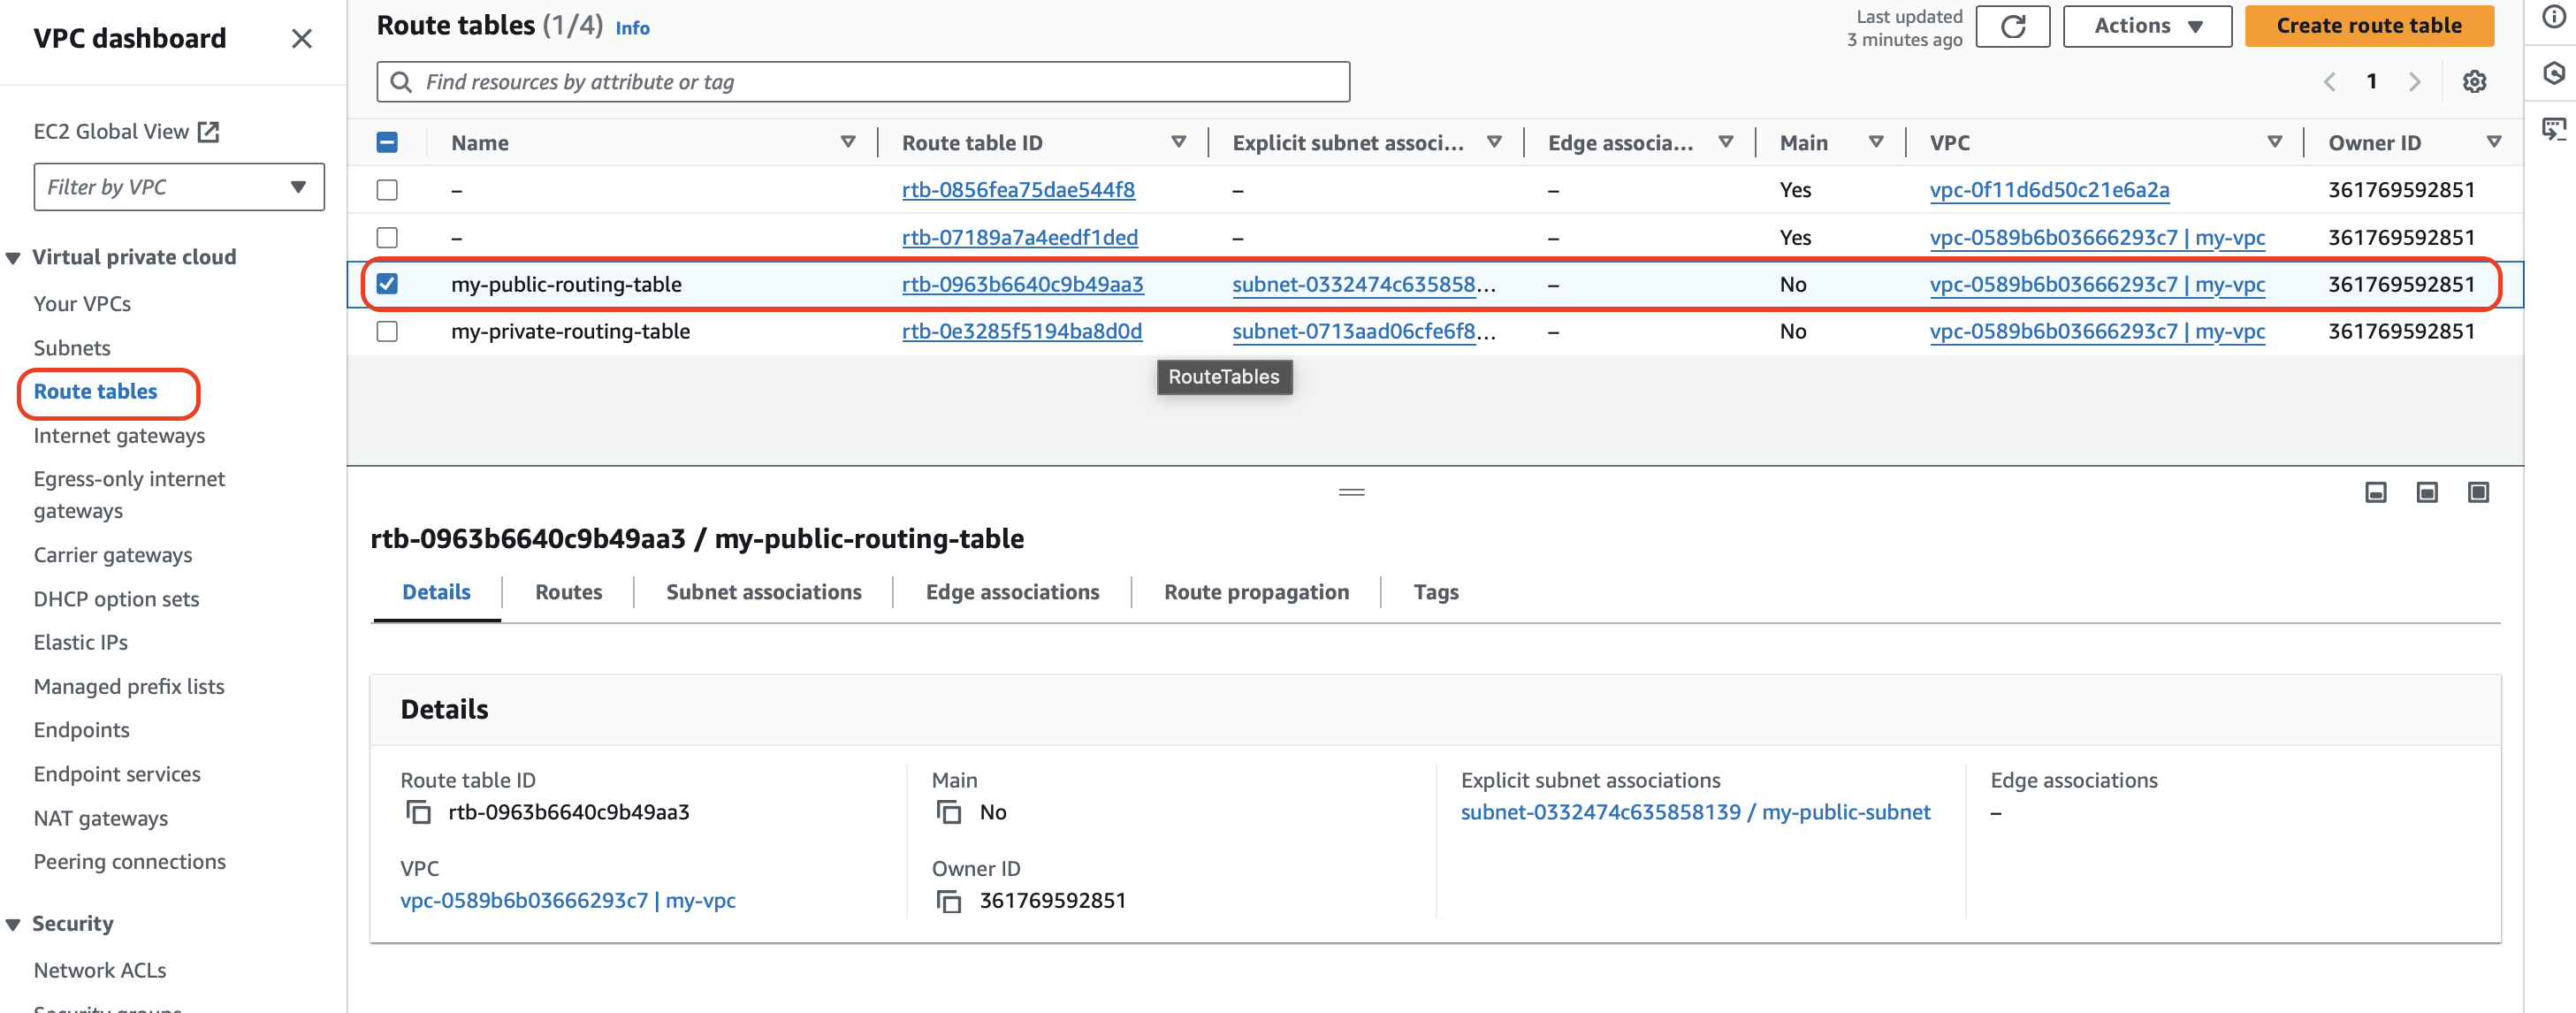 VPC dashboard
EC2 Global View
Filter by VPC
Virtual private cloud
Your VPCs
Subnets
Route tables
Internet gateways
Egress-only internet
gateways
Carrier gateways
DHCP option sets
Elastic IPs
Managed prefix lists
Endpoints
Endpoint services
NAT gateways
Peering connections
Security
Network ACLs
Security groups
Route tables (1/4) Info
Last updated
3 minutes ago
Actions
Create route table
Find resources by attribute or tag
1
Name Route table ID Explicit subnet associ... Edge associa... Main VPC Owner ID
– rtb-0856fea75dae544f8 – – Yes vpc-0f11d6d50c21e6a2a 361769592851
– rtb-07189a7a4eedf1ded – – Yes vpc-0589b6b03666293c7 | my-vpc 361769592851
my-public-routing-table rtb-0963b6640c9b49aa3 subnet-0332474c635858... – No vpc-0589b6b03666293c7 | my-vpc 361769592851
my-private-routing-table rtb-0e3285f5194ba8d0d subnet-0713aad06cfe6f8... – No vpc-0589b6b03666293c7 | my-vpc 361769592851
RouteTables
rtb-0963b6640c9b49aa3 / my-public-routing-table
Details Routes Subnet associations Edge associations Route propagation Tags
Details
Route table ID
rtb-0963b6640c9b49aa3
Main
No
Explicit subnet associations
subnet-0332474c635858139 / my-public-subnet
Edge associations
–
VPC
vpc-0589b6b03666293c7 | my-vpc
Owner ID
361769592851